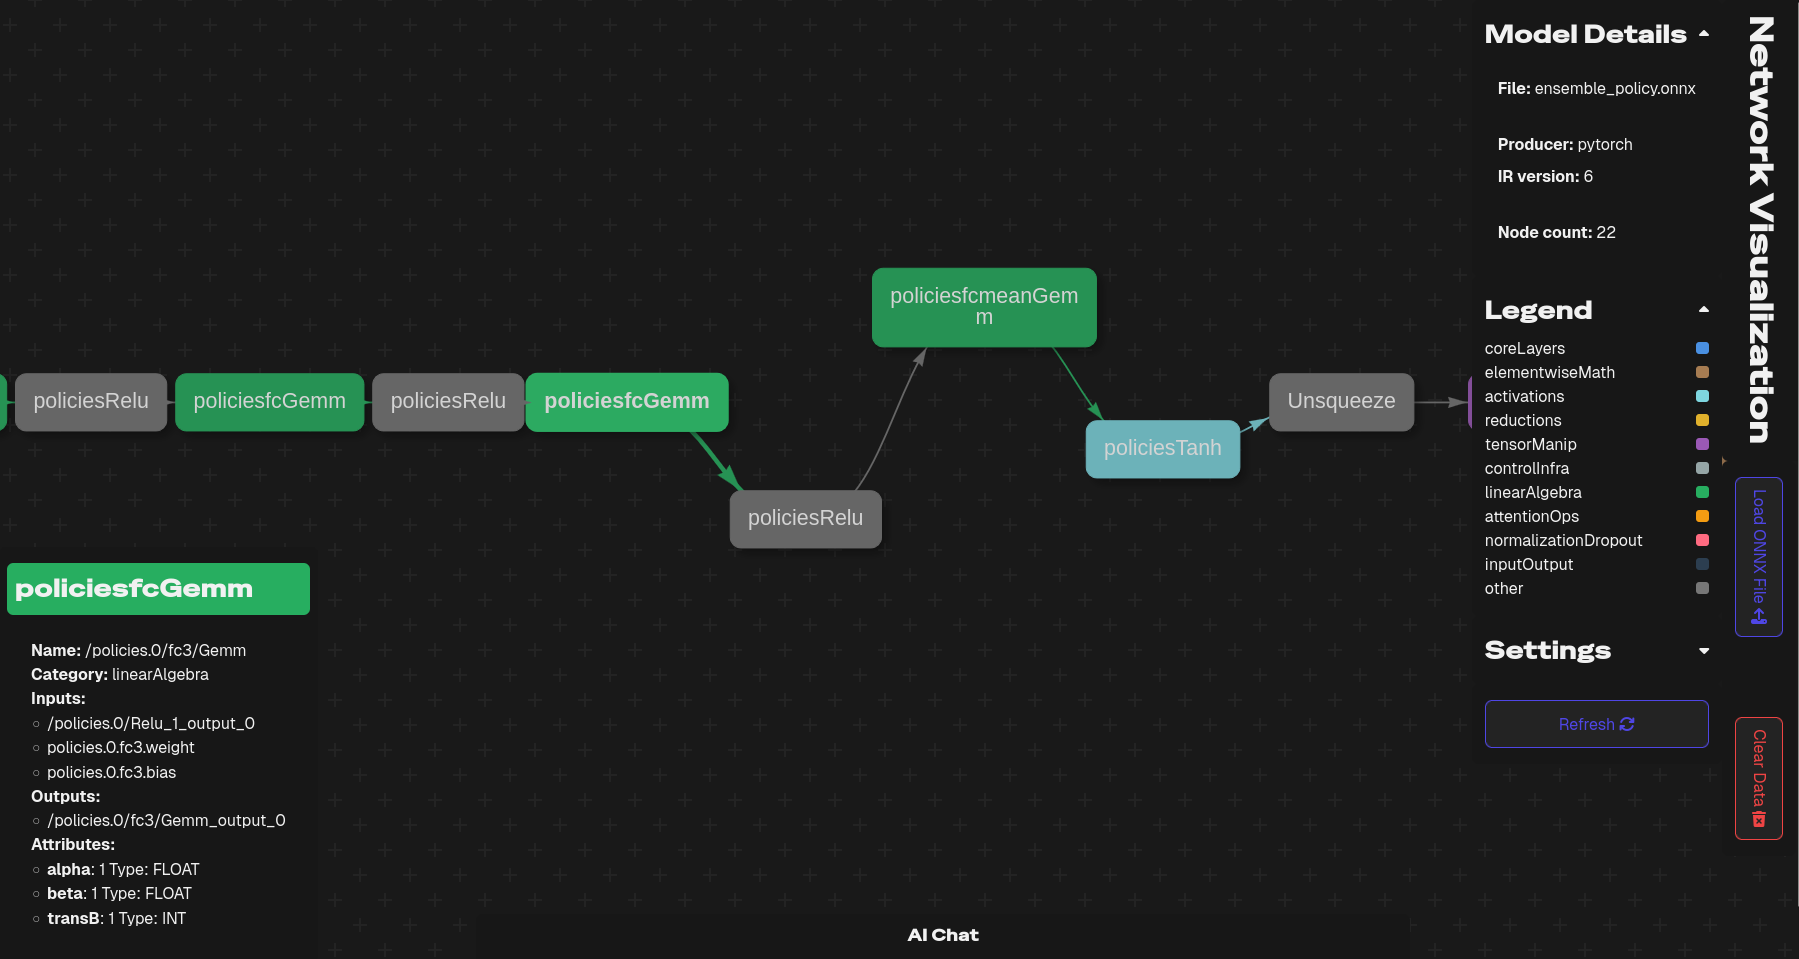 policiesRelu
policiesfcGemm
policiesRelu
policiesfcGemm
policiesRelu
policiesfcmeanGem
m
policiesTanh
Unsqueeze
policiesfcGemm
Name: /policies.0/fc3/Gemm
Category: linearAlgebra
Inputs:
/policies.0/Relu_1_output_0
policies.0.fc3.weight
policies.0.fc3.bias
Outputs:
/policies.0/fc3/Gemm_output_0
Attributes:
alpha: 1 Type: FLOAT
beta: 1 Type: FLOAT
transB: 1 Type: INT
AI Chat
Model Details
File: ensemble_policy.onnx
Producer: pytorch
IR version: 6
Node count: 22
Legend
coreLayers
elementwiseMath
activations
reductions
tensorManip
controlInfra
linearAlgebra
attentionOps
normalizationDropout
inputOutput
other
Settings
Refresh
Network Visualization
Load ONNX File
Clear Data